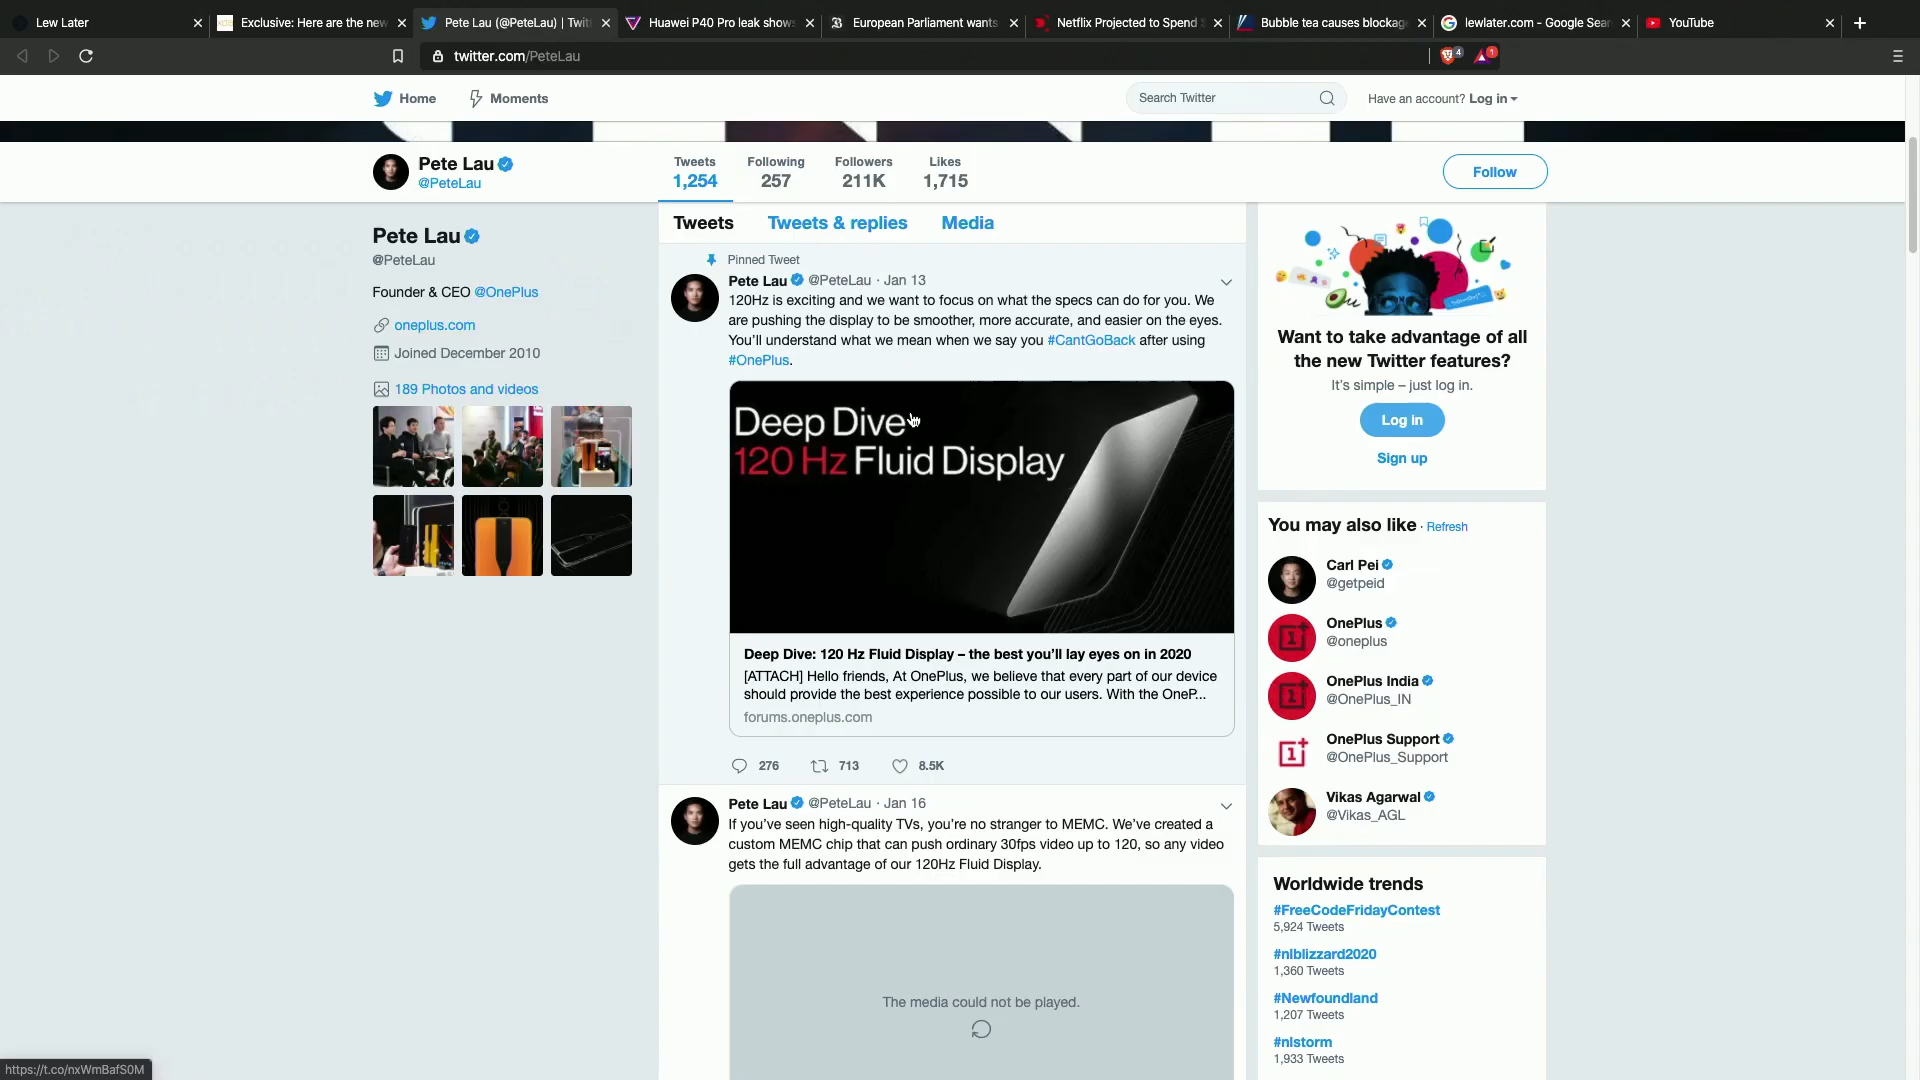 Lew Later
Exclusive: Here are the new
Pete Lau (@PeteLau) | Twit
Huawei P40 Pro leak shows
European Parliament wants
Netflix Projected to Spend $
Bubble tea causes blockage
lewlater.com - Google Sear
YouTube
twitter.com/PeteLau
4
1
Home
Moments
Search Twitter
Have an account? Log in
Pete Lau
@PeteLau
Tweets
1,254
Following
257
Followers
211K
Likes
1,715
Follow
Pete Lau
@PeteLau
Founder & CEO @OnePlus
oneplus.com
Joined December 2010
189 Photos and videos
Tweets
Tweets & replies
Media
Pinned Tweet
Pete Lau @PeteLau · Jan 13
120Hz is exciting and we want to focus on what the specs can do for you. We
are pushing the display to be smoother, more accurate, and easier on the eyes.
You'll understand what we mean when we say you #CantGoBack after using
#OnePlus.
Deep Dive
120 Hz Fluid Display
Deep Dive: 120 Hz Fluid Display – the best you'll lay eyes on in 2020
[ATTACH] Hello friends, At OnePlus, we believe that every part of our device
should provide the best experience possible to our users. With the OneP...
forums.oneplus.com
276
713
8.5K
Pete Lau @PeteLau · Jan 16
If you've seen high-quality TVs, you're no stranger to MEMC. We've created a
custom MEMC chip that can push ordinary 30fps video up to 120, so any video
gets the full advantage of our 120Hz Fluid Display.
The media could not be played.
Want to take advantage of all
the new Twitter features?
It's simple – just log in.
Log in
Sign up
You may also like · Refresh
Carl Pei
@getpeid
OnePlus
@oneplus
OnePlus India
@OnePlus_IN
OnePlus Support
@OnePlus_Support
Vikas Agarwal
@Vikas_AGL
Worldwide trends
#FreeCodeFridayContest
5,924 Tweets
#nlblizzard2020
1,360 Tweets
#Newfoundland
1,207 Tweets
#nlstorm
1,933 Tweets
https://t.co/nxWmBafS0M